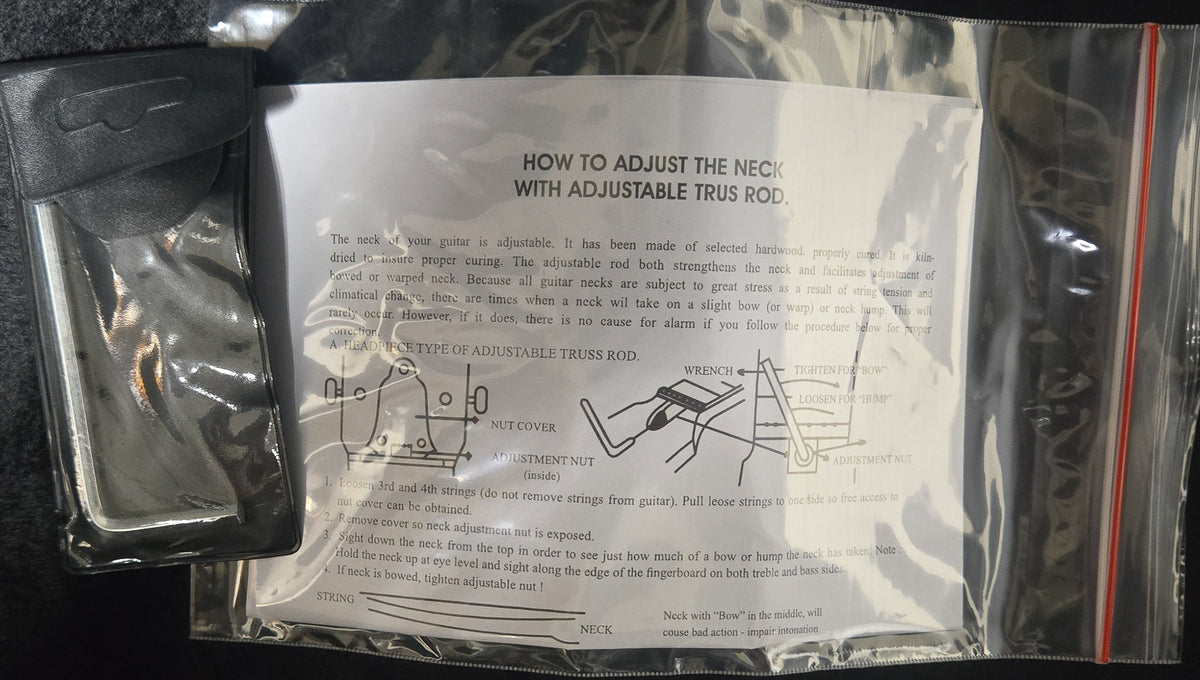 HOW TO ADJUST THE NECK
WITH ADJUSTABLE TRUS ROD.
The neck of your guitar is adjustable. It has been made of selected hardwood. properly cured. It is kiln-
dried to insure proper curing. The adjustable rod both strengthens the neck and facilitates adjustment of
bowed or warped neck. Because all guitar necks are subject to great stress as a result of string tension and
climatical change, there are times when a neck wil take on a slight bow (or warp) or neck hump. This will
rarely occur. However, if it does, there is no cause for alarm if you follow the procedure below for proper
correction.
A. HEADPIECE TYPE OF ADJUSTABLE TRUSS ROD.
WRENCH
TIGHTEN FOR "BOW"
LOOSEN FOR "HUMP"
NUT COVER
ADJUSTMENT NUT
(inside)
ADJUSTMENT NUT
1. Loosen 3rd and 4th strings (do not remove strings from guitar). Pull leose strings to one side so free access to
nut cover can be obtained.
2. Remove cover so neck adjustment nut is exposed.
3. Sight down the neck from the top in order to see just how much of a bow or hump the neck has taken. Note :
Hold the neck up at eye level and sight along the edge of the fingerboard on both treble and bass sides.
4. If neck is bowed, tighten adjustable nut !
STRING
NECK
Neck with "Bow" in the middle, will
couse bad action - impair intonation